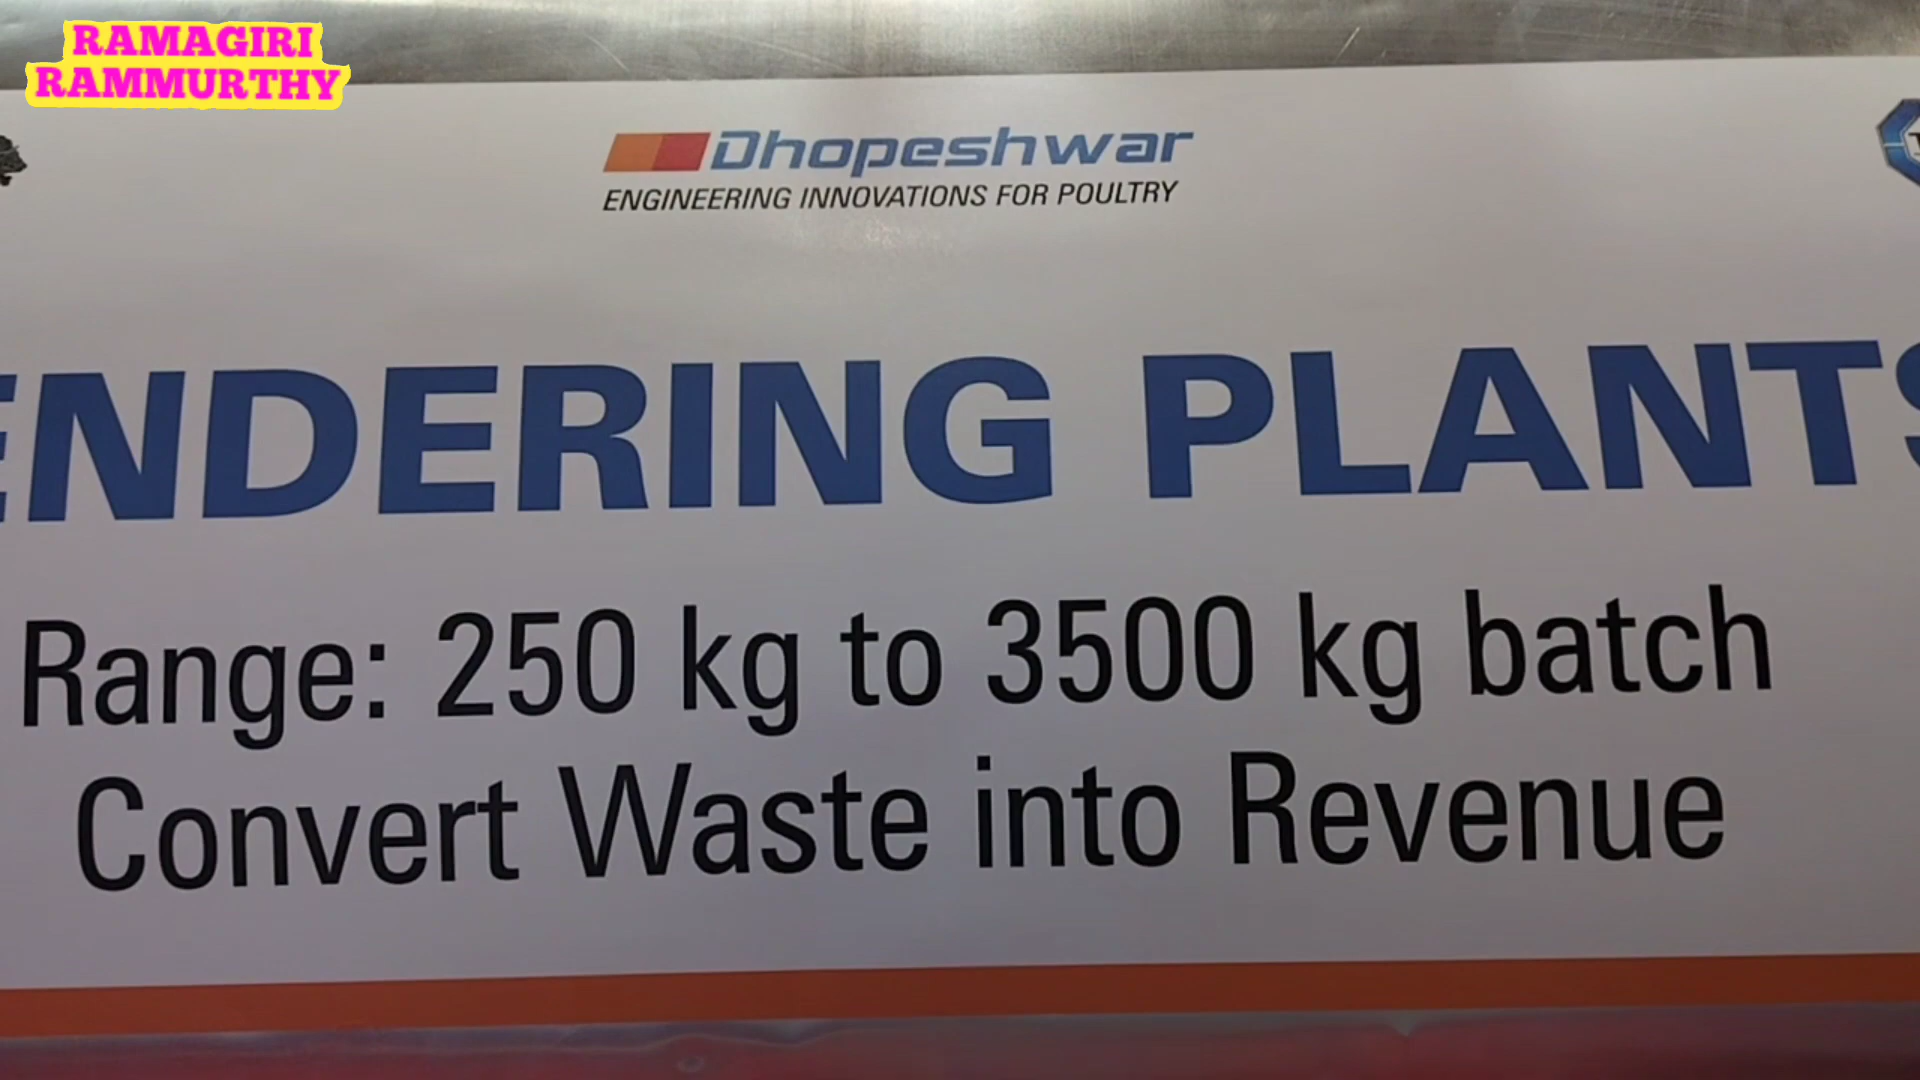 RAMAGIRI
RAMMURTHY
Dhopeshwar
ENGINEERING INNOVATIONS FOR POULTRY
ENDERING PLANTS
Range: 250 kg to 3500 kg batch
Convert Waste into Revenue